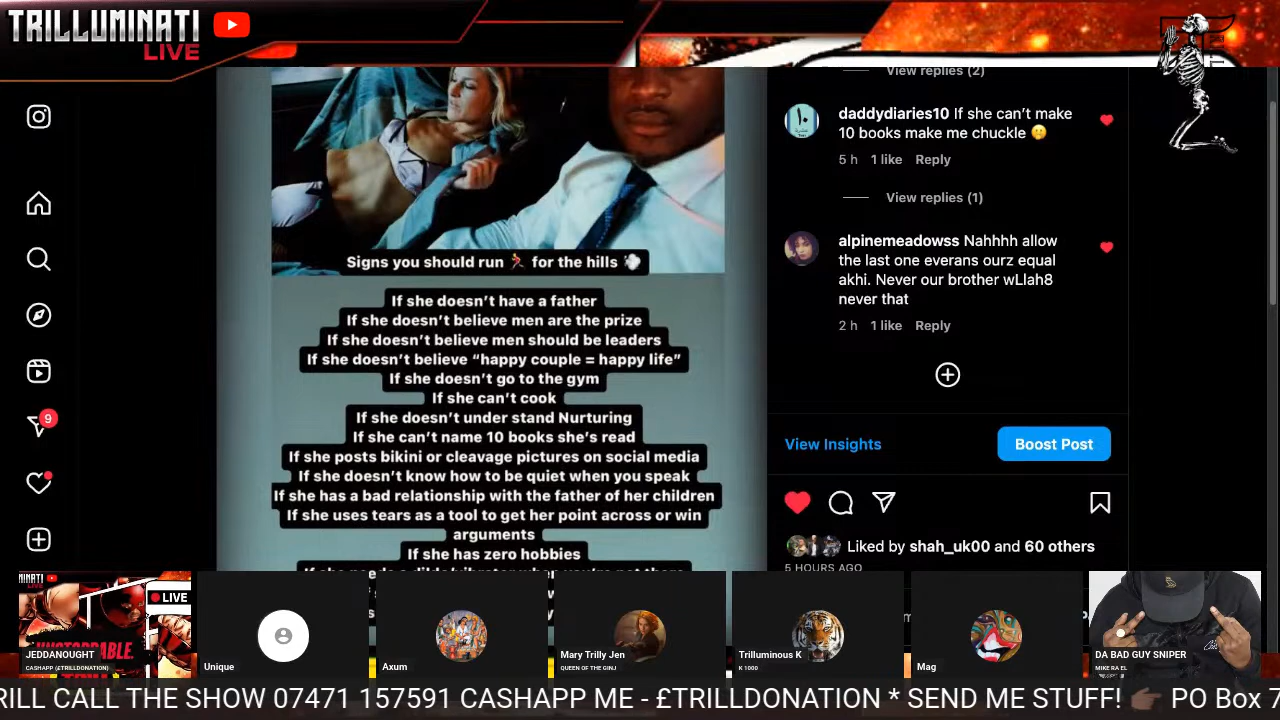 TRILLUMINATI
LIVE
View replies (2)
daddydiaries10 If she can’t make
10 books make me chuckle 🤭
5 h 1 like Reply
View replies (1)
alpinemeadowss Nahhhh allow
the last one everans ourz equal
akhi. Never our brother wLlah8
never that
2 h 1 like Reply
View Insights
Boost Post
Liked by shah_uk00 and 60 others
5 HOURS AGO
9
Signs you should run 🏃 for the hills 💨
If she doesn’t have a father
If she doesn’t believe men are the prize
If she doesn’t believe men should be leaders
If she doesn’t believe “happy couple = happy life”
If she doesn’t go to the gym
If she can’t cook
If she doesn’t under stand Nurturing
If she can’t name 10 books she’s read
If she posts bikini or cleavage pictures on social media
If she doesn’t know how to be quiet when you speak
If she has a bad relationship with the father of her children
If she uses tears as a tool to get her point across or win
arguments
If she has zero hobbies
LIVE
JEDDANOUGHT
CASHAPP (£TRILLDONATION)
Unique
Axum
Mary Trilly Jen
QUEEN OF THE GINJ
Trilluminous K
K 1000
Mag
DA BAD GUY SNIPER
MIKE RA EL
RILL CALL THE SHOW 07471 157591 CASHAPP ME - £TRILLDONATION * SEND ME STUFF! PO Box 7